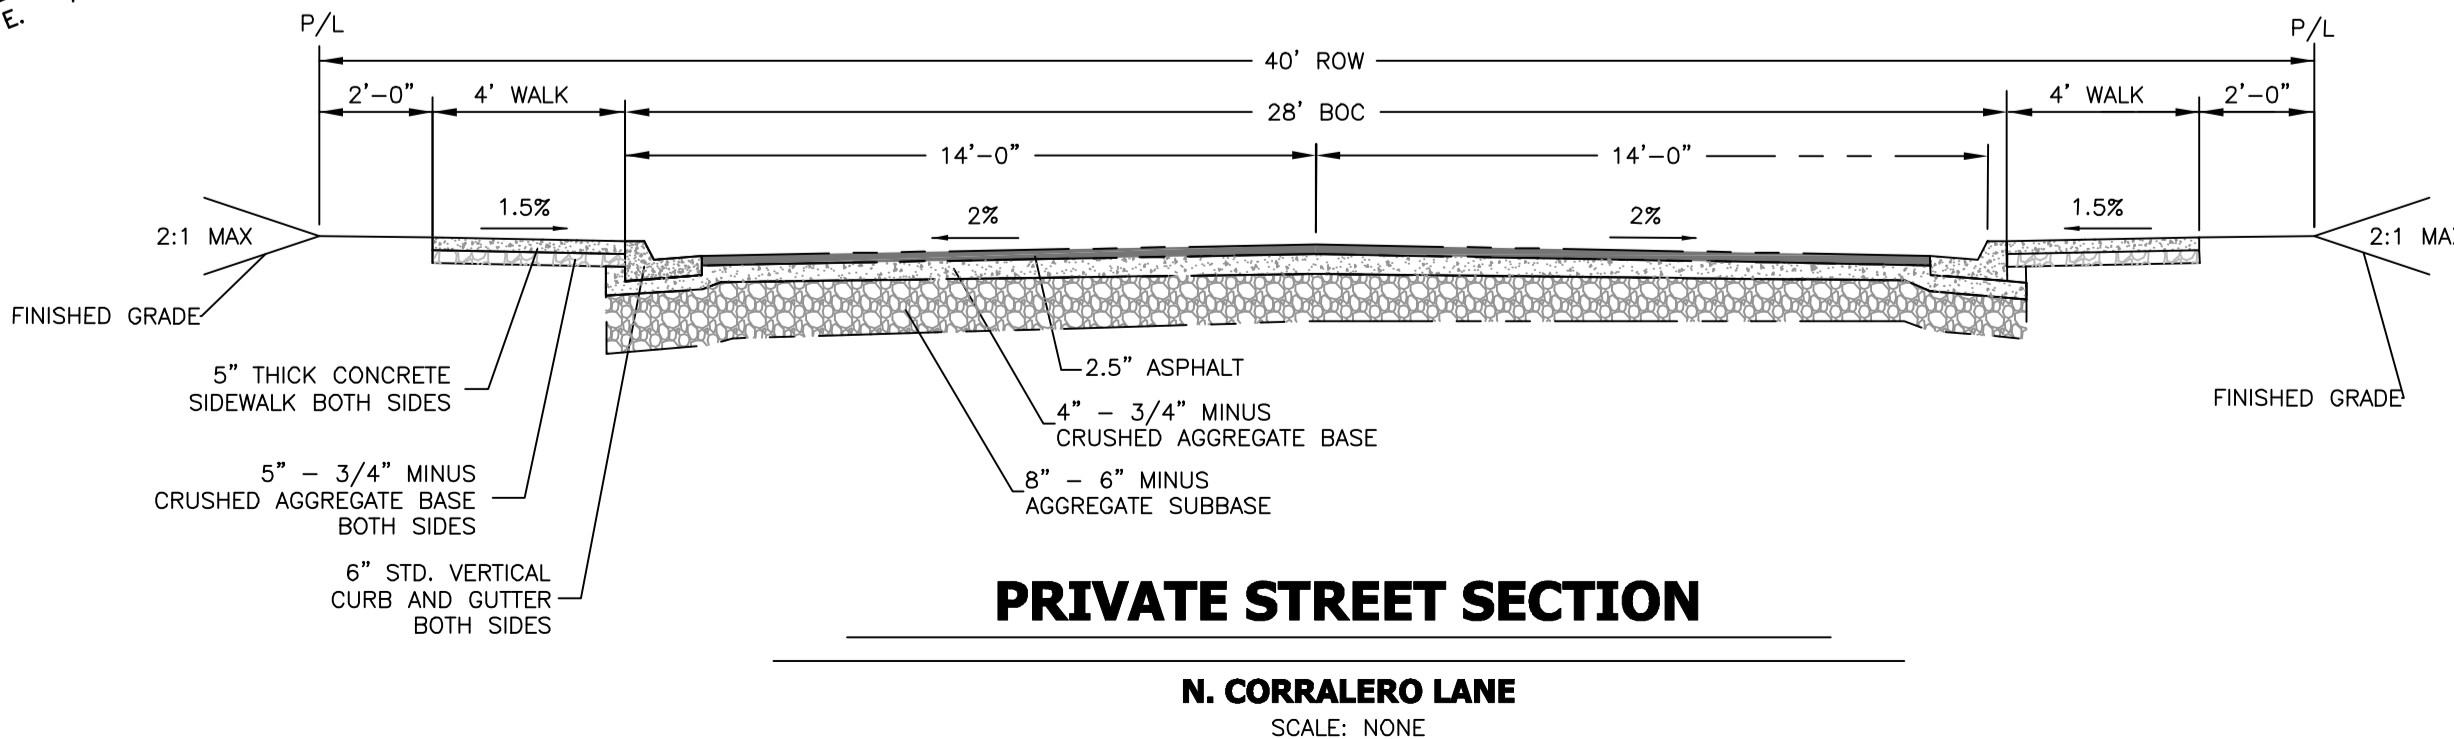 E.
P/L
P/L
40' ROW
2'-0"
4' WALK
28' BOC
4' WALK
2'-0"
14'-0"
14'-0"
1.5%
2%
2%
1.5%
2:1 MAX
2:1 MAX
FINISHED GRADE
FINISHED GRADE
5" THICK CONCRETE
SIDEWALK BOTH SIDES
2.5" ASPHALT
4" - 3/4" MINUS
CRUSHED AGGREGATE BASE
5" - 3/4" MINUS
CRUSHED AGGREGATE BASE
BOTH SIDES
8" - 6" MINUS
AGGREGATE SUBBASE
6" STD. VERTICAL
CURB AND GUTTER
BOTH SIDES
PRIVATE STREET SECTION
N. CORRALERO LANE
SCALE: NONE